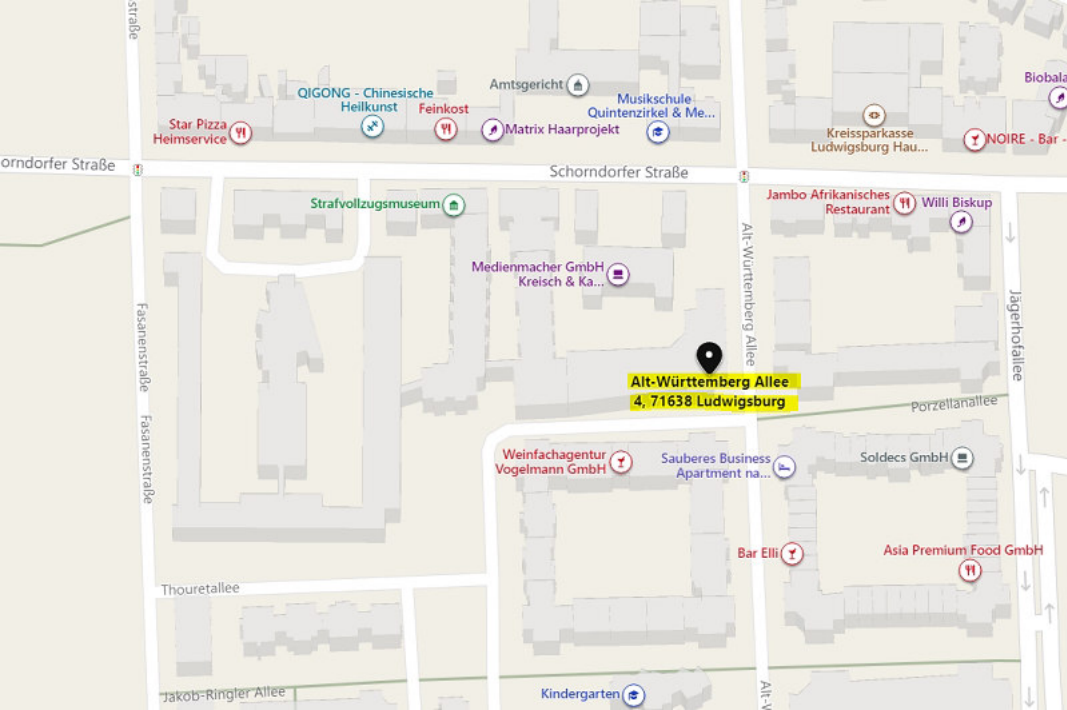 straße
Amtsgericht
Biobala
QIGONG - Chinesische
Heilkunst
Feinkost
Musikschule
Quintenzirkel & Me...
Star Pizza
Heimservice
Matrix Haarprojekt
Kreissparkasse
Ludwigsburg Hau...
NOIRE - Bar -
orndorfer Straße
Schorndorfer Straße
Strafvollzugsmuseum
Jambo Afrikanisches
Restaurant
Willi Biskup
Medienmacher GmbH
Kreisch & Ka...
Alt-Württemberg Allee
Jägerhofallee
Fasanenstraße
Alt-Württemberg Allee
4, 71638 Ludwigsburg
Porzellanallee
Fasanenstraße
Weinfachagentur
Vogelmann GmbH
Sauberes Business
Apartment na...
Soldecs GmbH
Bar Elli
Asia Premium Food GmbH
Thouretallee
Jakob-Ringler Allee
Kindergarten
Alt-W